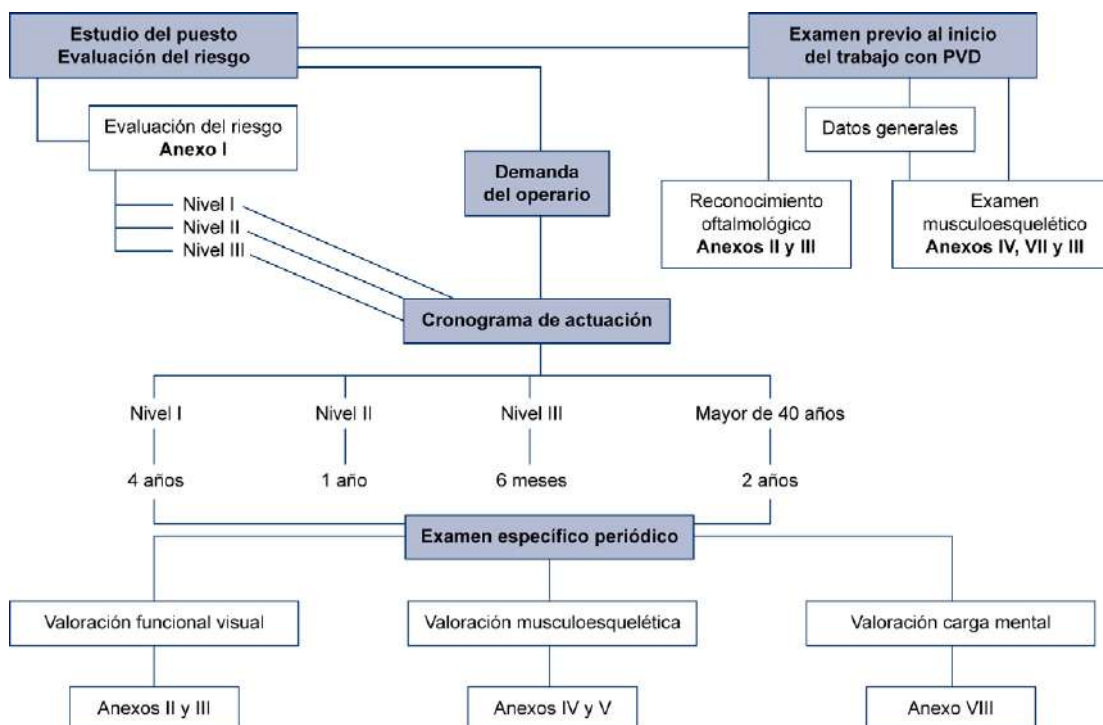 Estudio del puesto
Evaluación del riesgo
Examen previo al inicio
del trabajo con PVD
Evaluación del riesgo
Anexo I
Datos generales
Demanda
del operario
Nivel I
Nivel II
Nivel III
Reconocimiento
oftalmológico
Anexos II y III
Examen
musculoesquelético
Anexos IV, VII y III
Cronograma de actuación
Nivel I
Nivel II
Nivel III
Mayor de 40 años
4 años
1 año
6 meses
2 años
Examen específico periódico
Valoración funcional visual
Valoración musculoesquelética
Valoración carga mental
Anexos II y III
Anexos IV y V
Anexo VIII